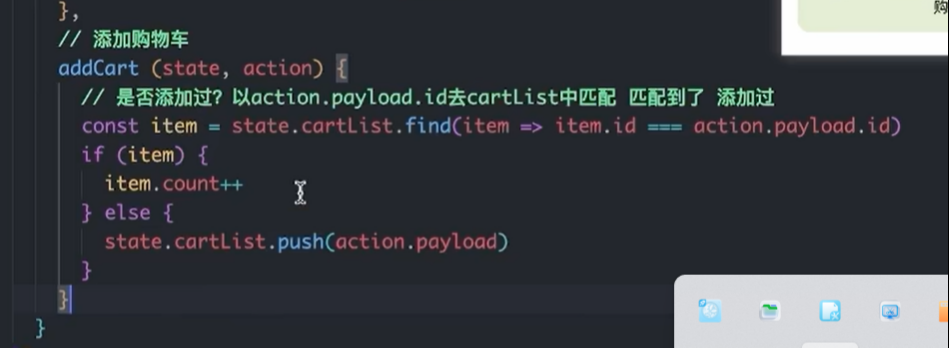 购
},
// 添加购物车
addCart (state, action) {
// 是否添加过? 以action.payload.id去cartList中匹配 匹配到了 添加过
const item = state.cartList.find(item => item.id === action.payload.id)
if (item) {
item.count++
} else {
state.cartList.push(action.payload)
}
}
}